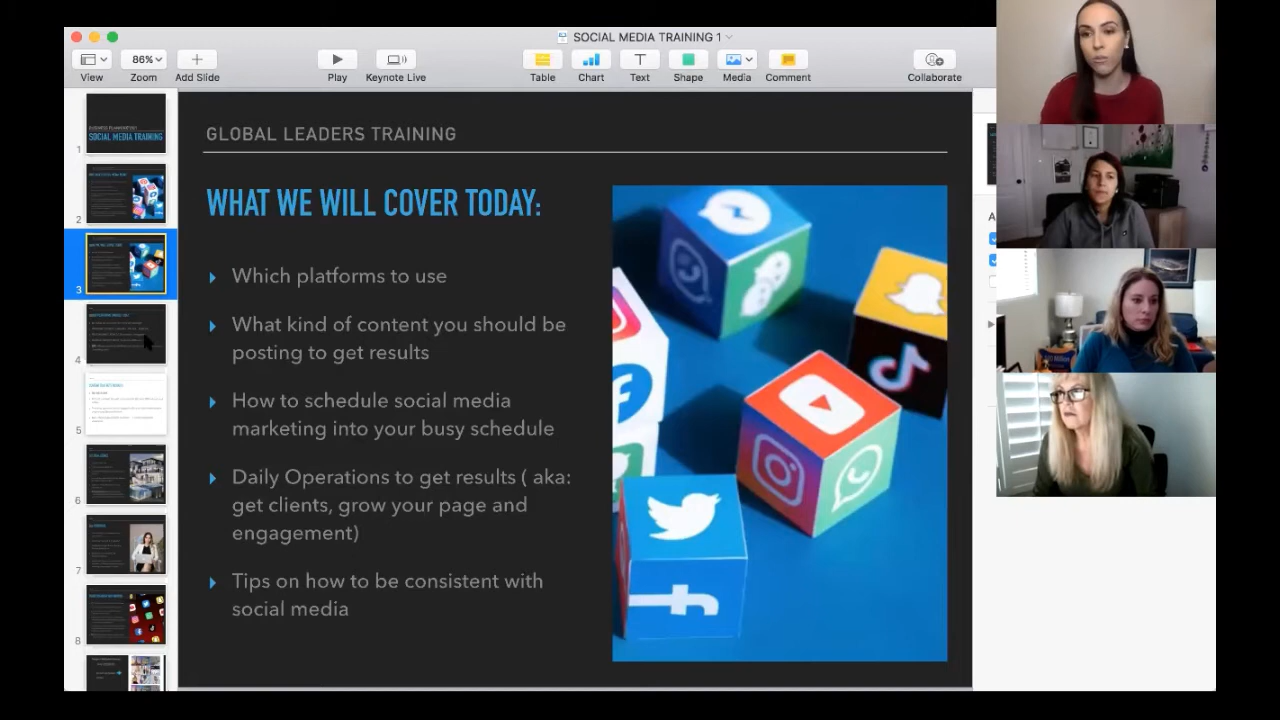 SOCIAL MEDIA TRAINING 1
86%
View
Zoom
Add Slide
Play
Keynote Live
Table
Chart
Text
Shape
Media
Comment
Collaborate
GLOBAL LEADERS TRAINING
WHAT WE WILL COVER TODAY:
Which platforms to use
What kind of content you should be
posting to get results
How to schedule social media
marketing into your busy schedule
Daily Operations to get results ( aka:
get clients, grow your page and
engagement)
Tips on how to be consistent with
social media
1
SOCIAL MEDIA TRAINING
2
3
4
5
6
7
8